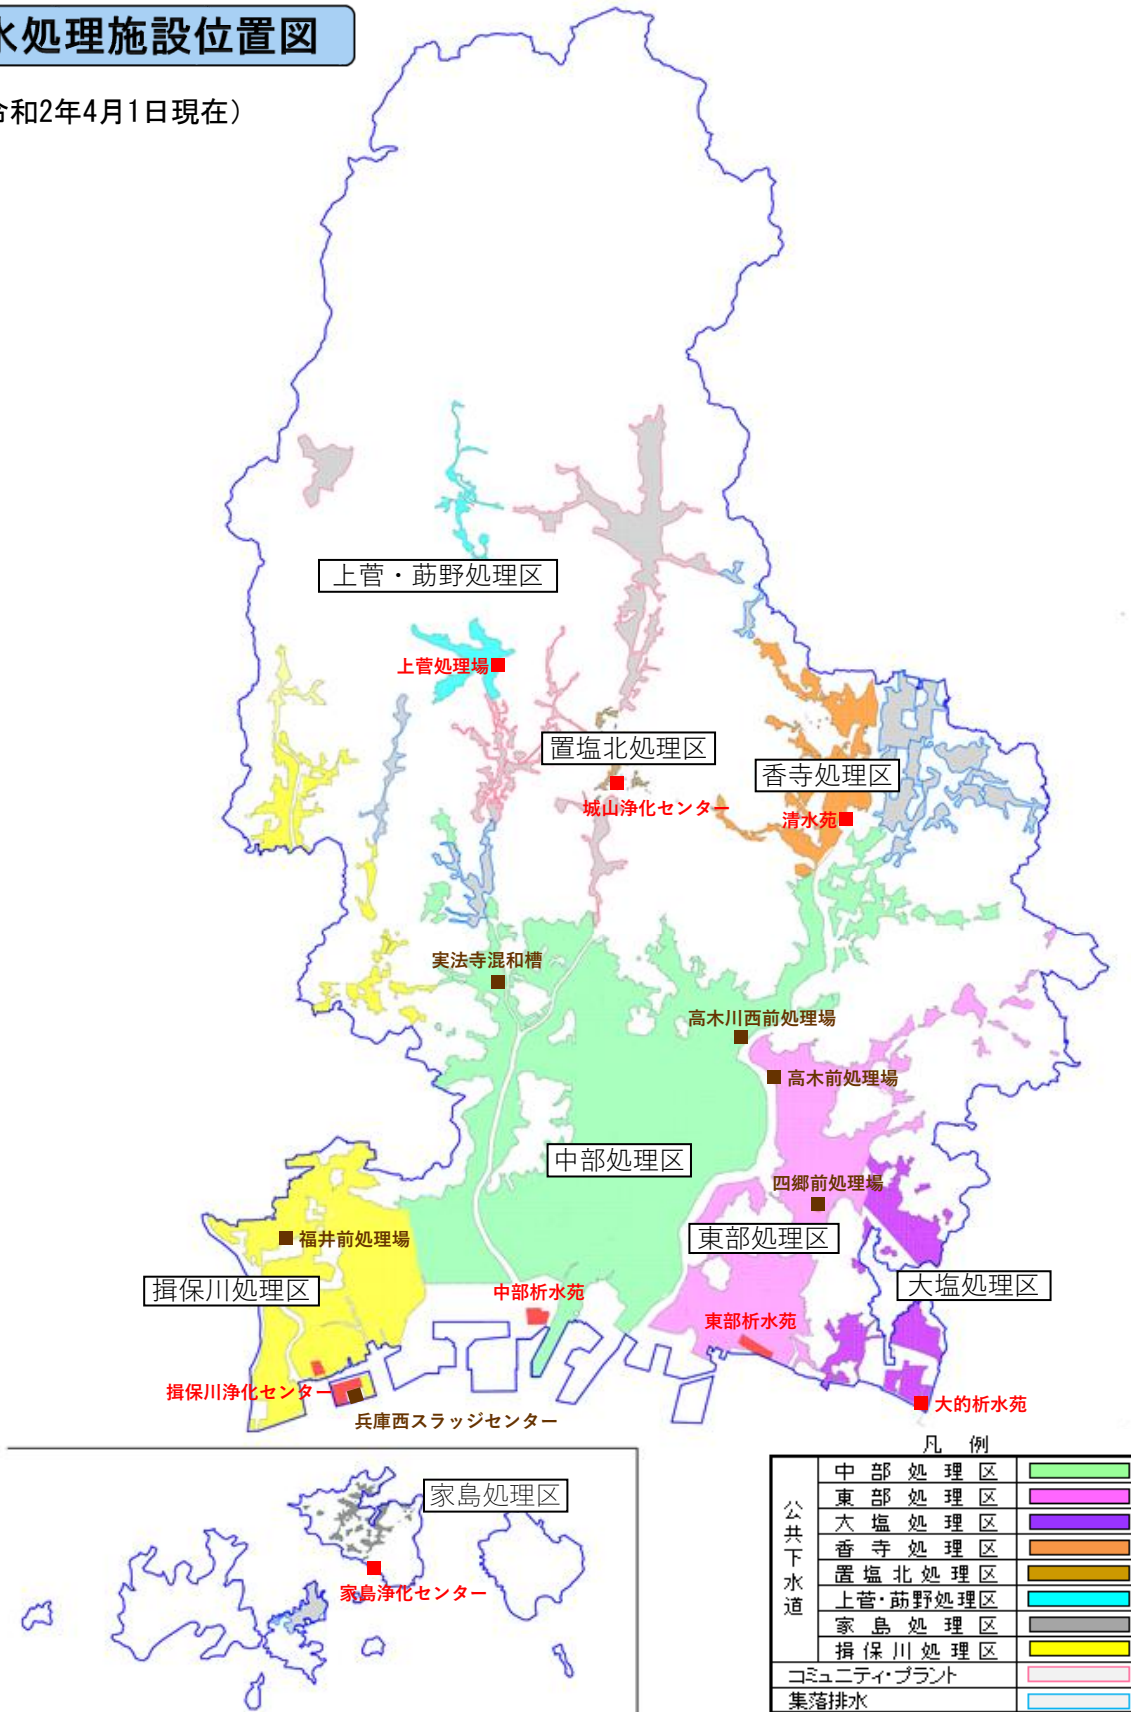 水処理施設位置図
令和2年4月1日現在）
上菅・莇野処理区
上菅処理場
置塩北処理区
城山浄化センター
香寺処理区
清水苑
実法寺混和槽
高木川西前処理場
高木前処理場
中部処理区
四郷前処理場
福井前処理場
東部処理区
揖保川処理区
大塩処理区
中部析水苑
東部析水苑
揖保川浄化センター
兵庫西スラッジセンター
大的析水苑
家島処理区
家島浄化センター
凡 例
公共下水道
中部処理区
東部処理区
大塩処理区
香寺処理区
置塩北処理区
上菅・莇野処理区
家島処理区
揖保川処理区
コミュニティ・プラント
集落排水